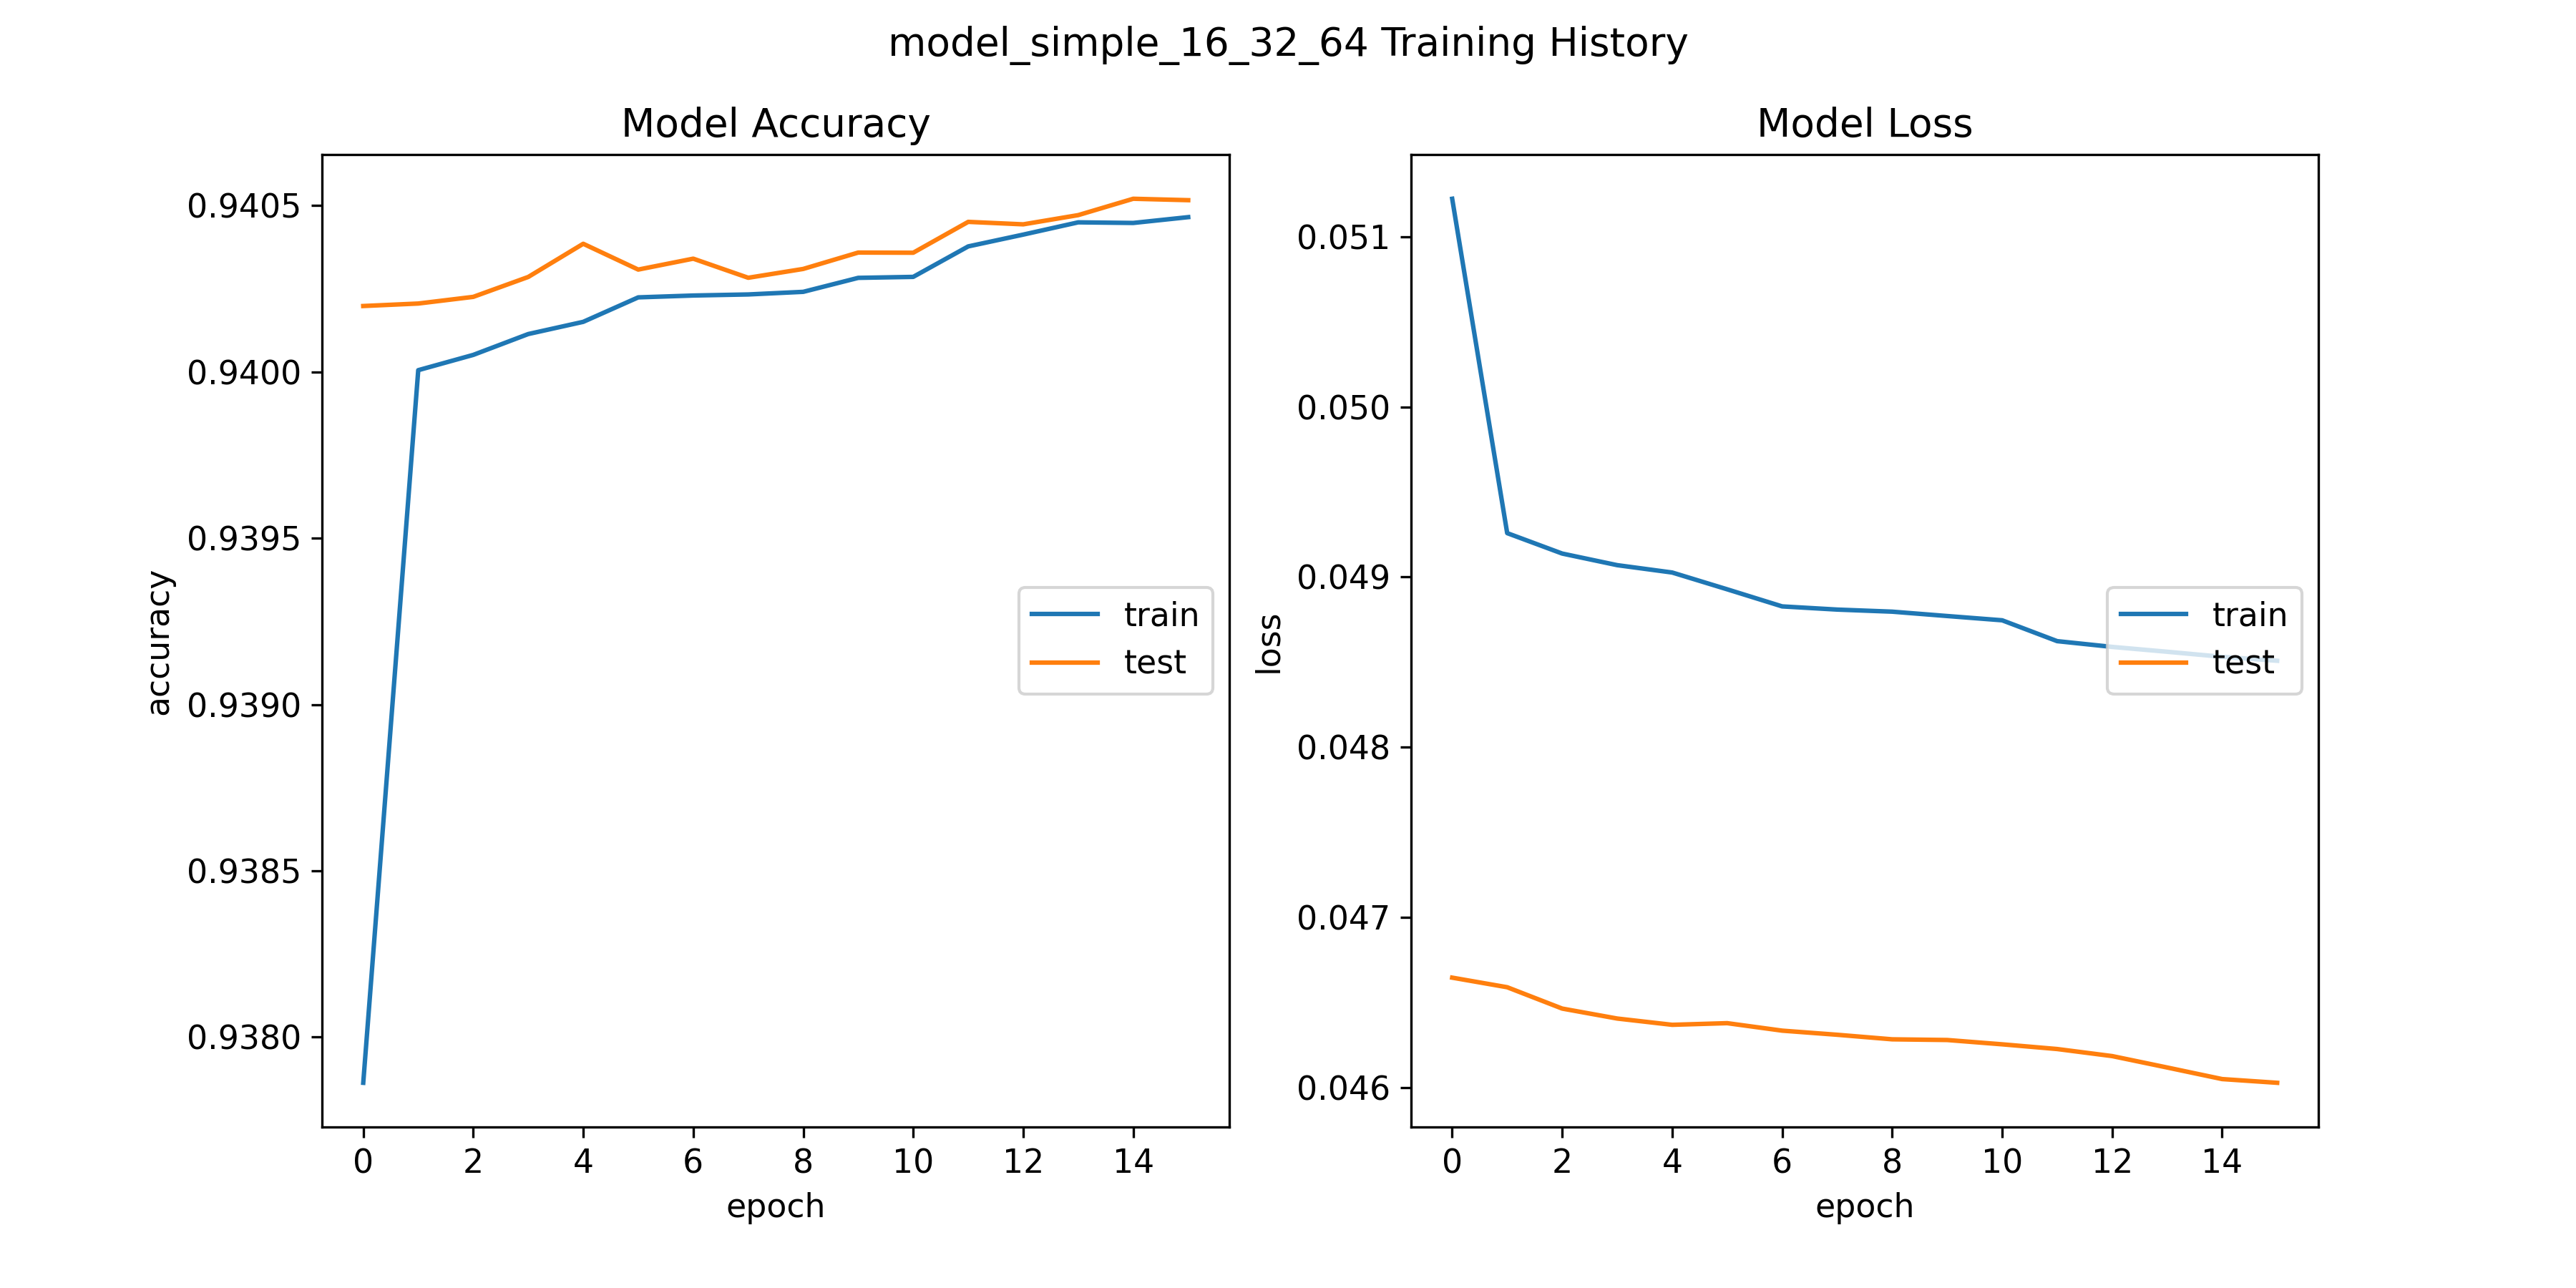 model_simple_16_32_64 Training History
Model Accuracy
0.9405
0.9400
0.9395
0.9390
0.9385
0.9380
accuracy
train
test
0 2 4 6 8 10 12 14
epoch
Model Loss
0.051
0.050
0.049
0.048
0.047
0.046
loss
train
test
0 2 4 6 8 10 12 14
epoch